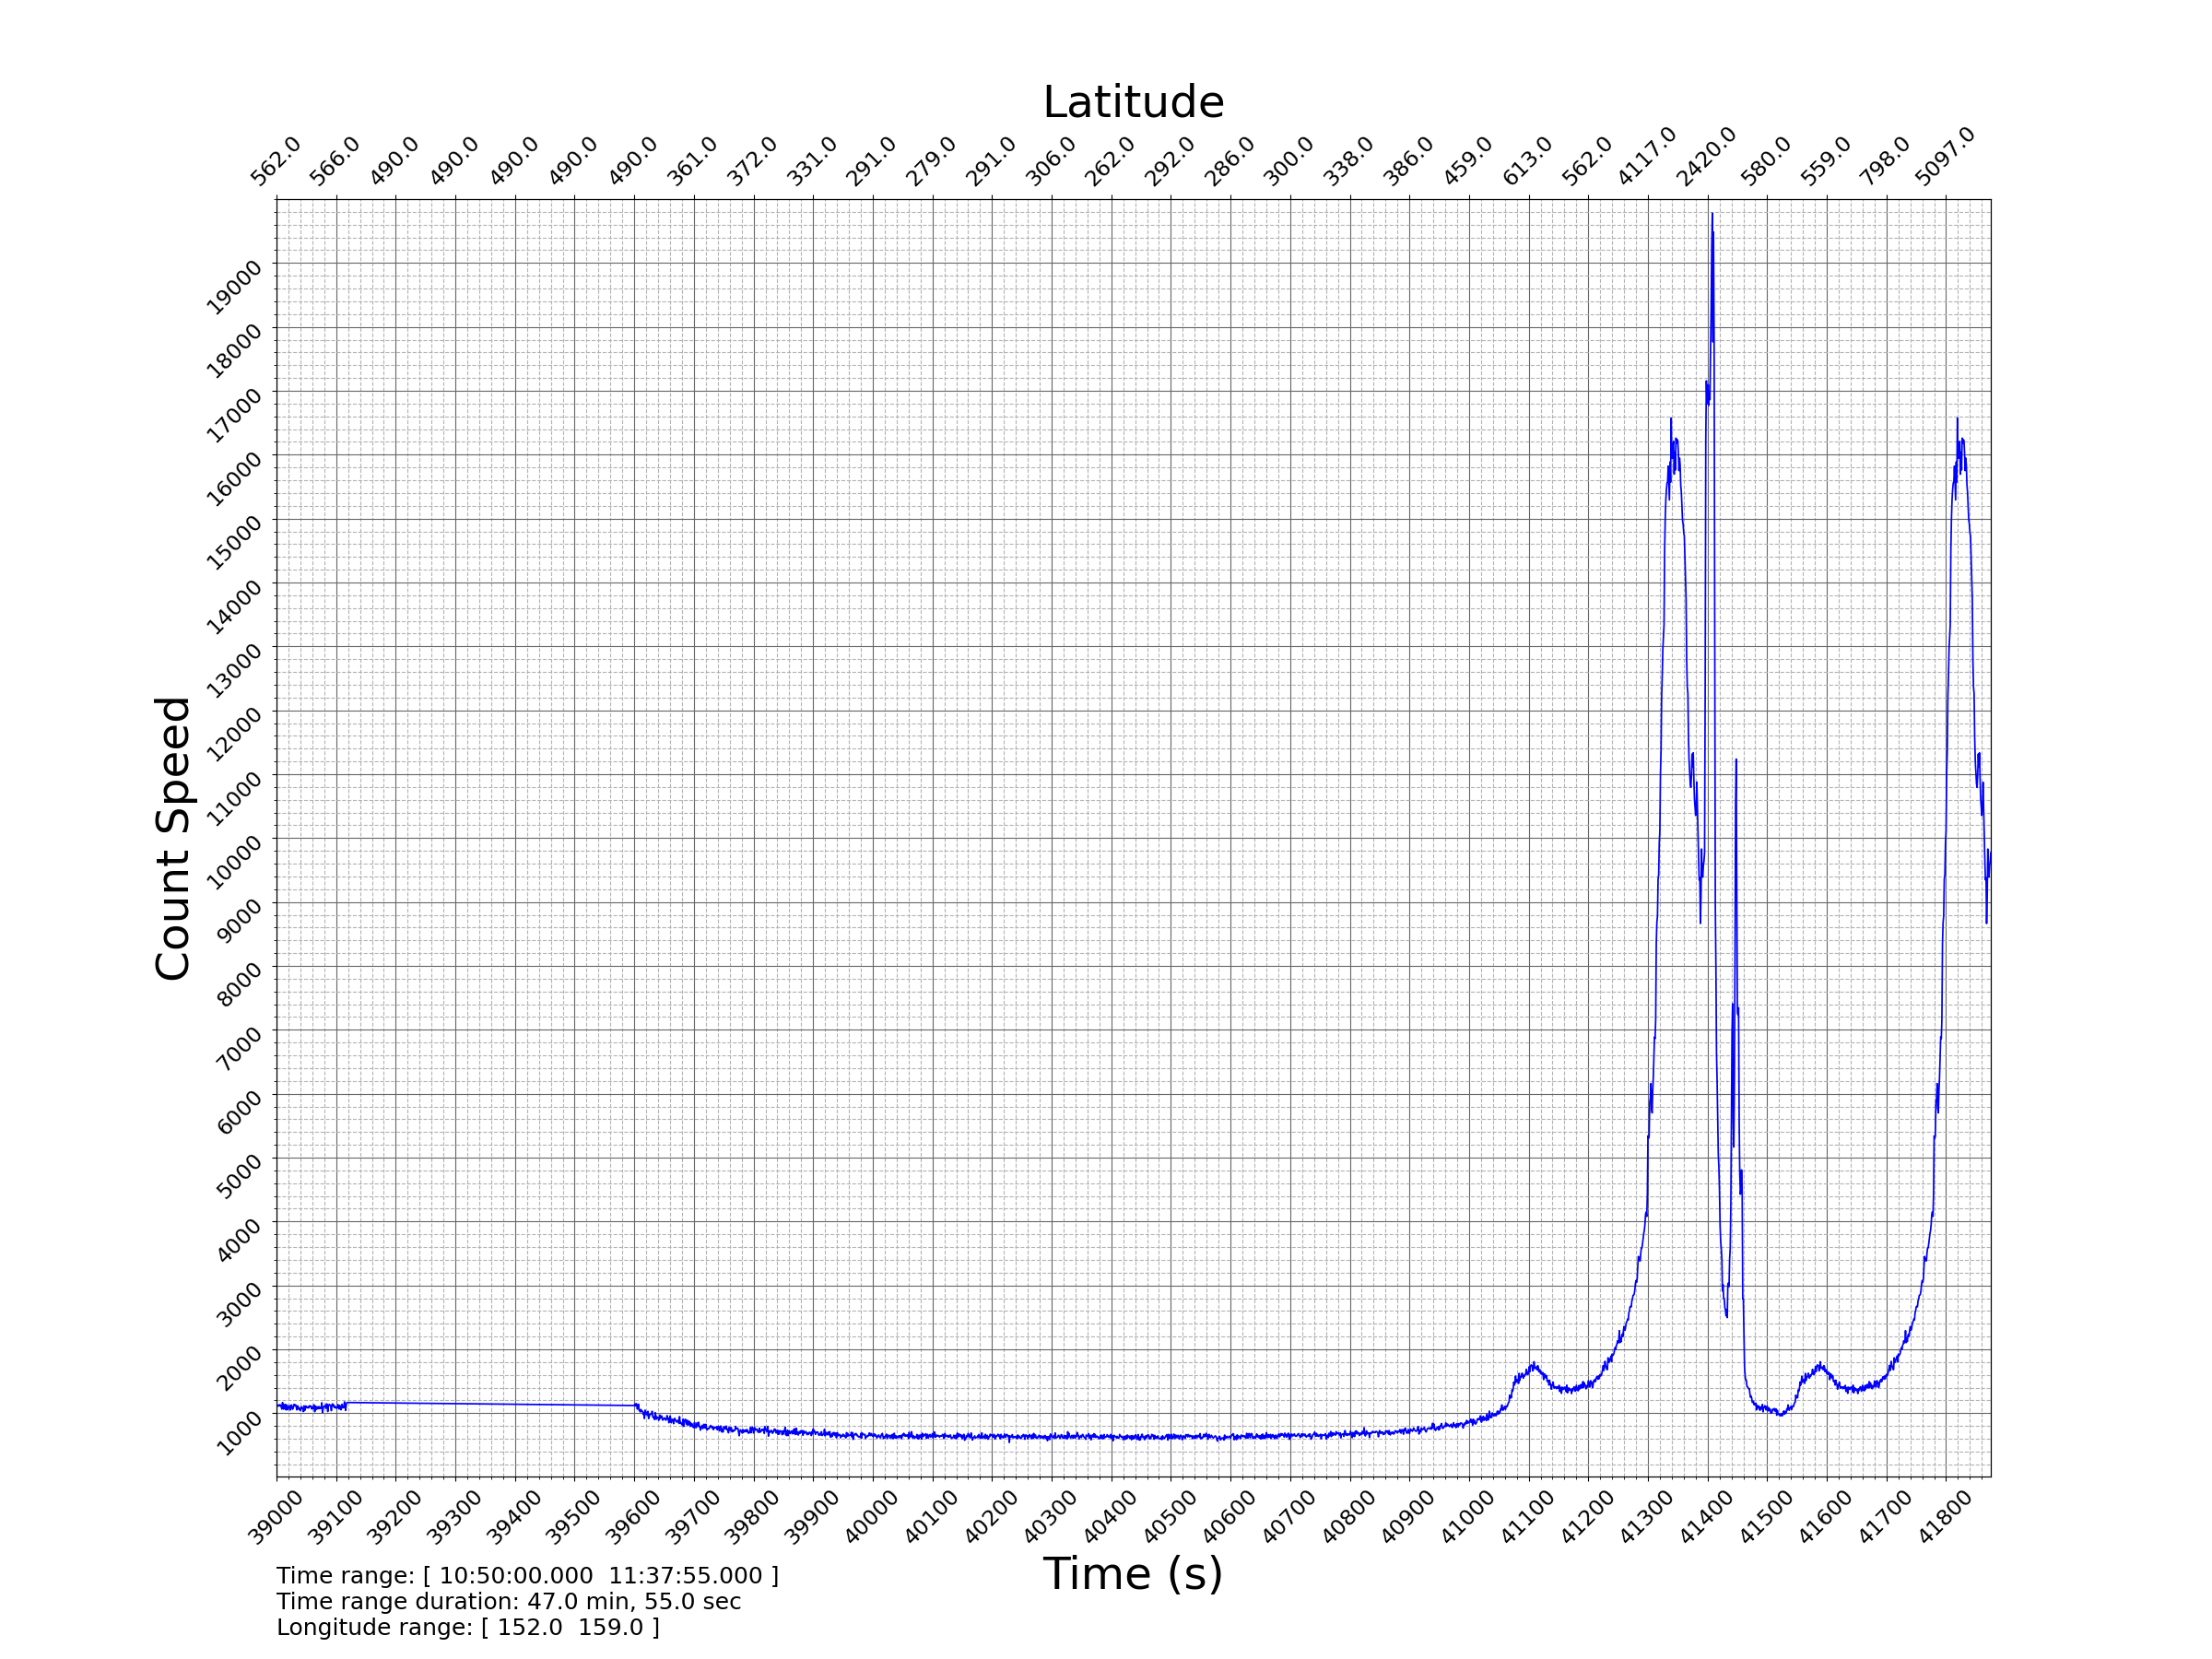 Latitude
562.0 566.0 490.0 490.0 490.0 490.0 490.0 361.0 372.0 331.0 291.0 279.0 291.0 306.0 262.0 292.0 286.0 300.0 338.0 386.0 459.0 613.0 562.0 4117.0 2420.0 580.0 559.0 798.0 5097.0
Count Speed
19000
18000
17000
16000
15000
14000
13000
12000
11000
10000
9000
8000
7000
6000
5000
4000
3000
2000
1000
39000 39100 39200 39300 39400 39500 39600 39700 39800 39900 40000 40100 40200 40300 40400 40500 40600 40700 40800 40900 41000 41100 41200 41300 41400 41500 41600 41700 41800
Time (s)
Time range: [ 10:50:00.000  11:37:55.000 ]
Time range duration: 47.0 min, 55.0 sec
Longitude range: [ 152.0  159.0 ]